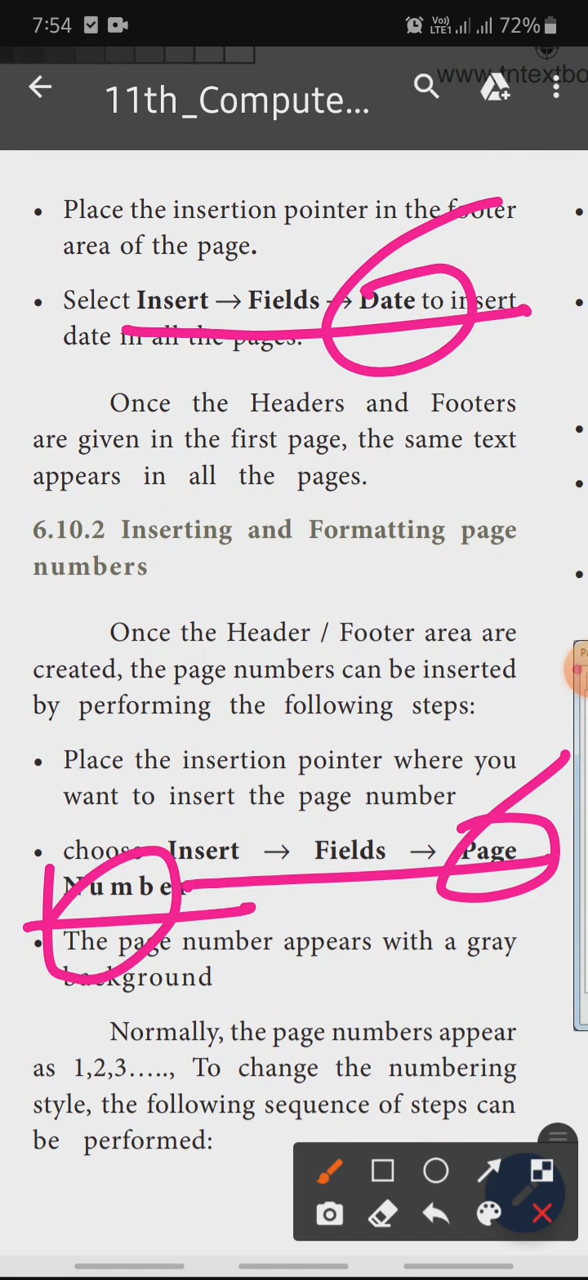 7:54
Vo)) LTE1
72%
www.tntextbo
11th_Compute...
• Place the insertion pointer in the footer
area of the page.
• Select Insert → Fields → Date to insert
date in all the pages.
Once the Headers and Footers
are given in the first page, the same text
appears in all the pages.
6.10.2 Inserting and Formatting page
numbers
Once the Header / Footer area are
created, the page numbers can be inserted
by performing the following steps:
• Place the insertion pointer where you
want to insert the page number
• choose Insert → Fields → Page
Number
• The page number appears with a gray
background
Normally, the page numbers appear
as 1,2,3....., To change the numbering
style, the following sequence of steps can
be performed: